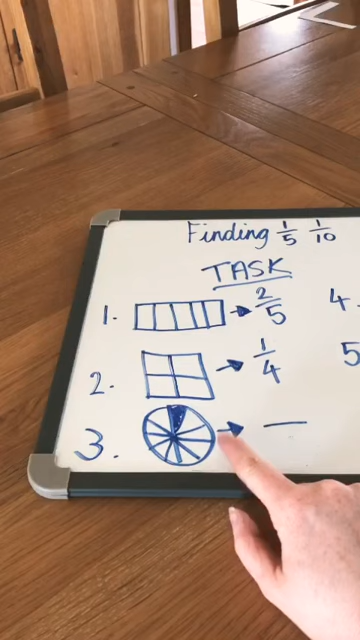 Finding 1/5 1/10
TASK
1. → 2/5
4.
2. → 1/4
5
3. → —